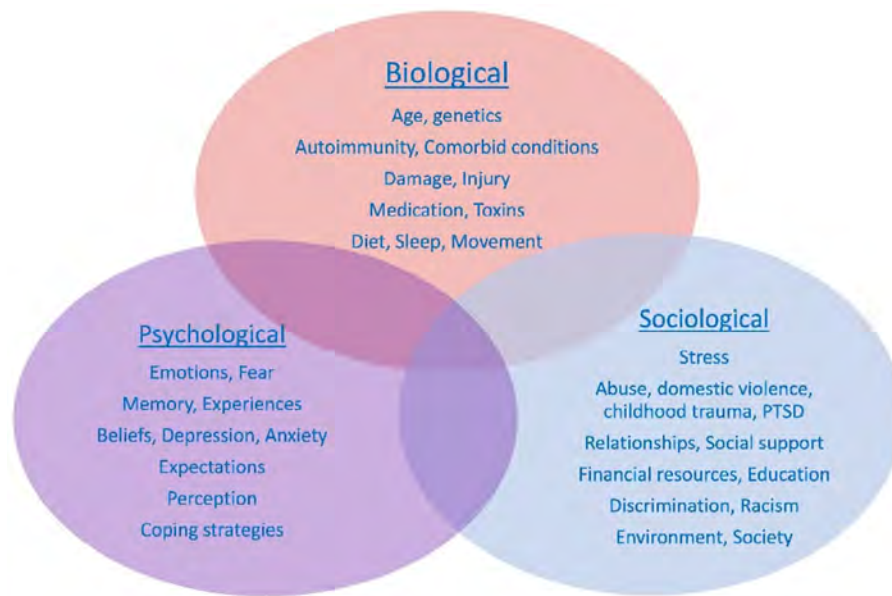 Biological
Age, genetics
Autoimmunity, Comorbid conditions
Damage, Injury
Medication, Toxins
Diet, Sleep, Movement
Psychological
Emotions, Fear
Memory, Experiences
Beliefs, Depression, Anxiety
Expectations
Perception
Coping strategies
Sociological
Stress
Abuse, domestic violence,
childhood trauma, PTSD
Relationships, Social support
Financial resources, Education
Discrimination, Racism
Environment, Society